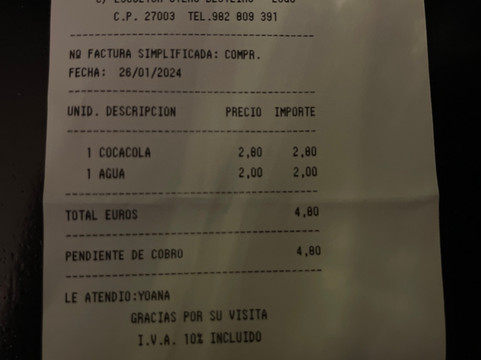 C.P. 27003 TEL.982 809 391
NO FACTURA SIMPLIFICADA: COMPR.
FECHA: 26/01/2024
UNID. DESCRIPCION PRECIO IMPORTE
1 COCACOLA 2,80 2,80
1 AGUA 2,00 2,00
TOTAL EUROS 4,80
PENDIENTE DE COBRO 4,80
LE ATENDIO:YOANA
GRACIAS POR SU VISITA
I.V.A. 10% INCLUIDO